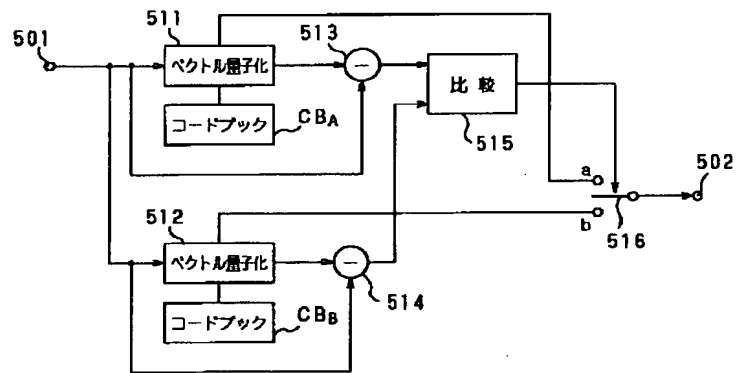 511
501
513
ベクトル量子化
−
比較
コードブック
CBA
515
a
502
b
516
512
ベクトル量子化
−
514
コードブック
CBB